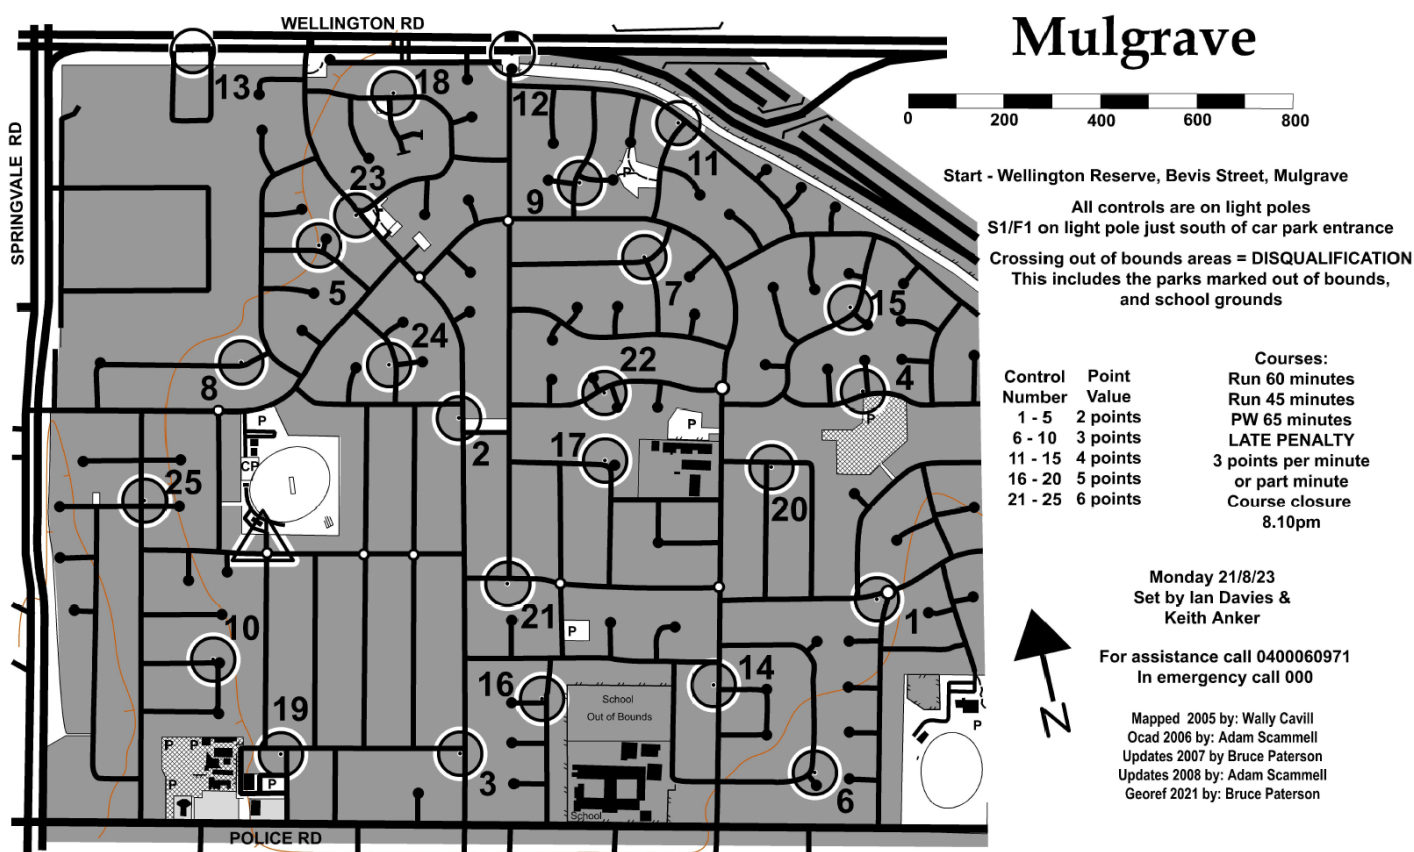 WELLINGTON RD
Mulgrave
0 200 400 600 800
Start - Wellington Reserve, Bevis Street, Mulgrave
All controls are on light poles
S1/F1 on light pole just south of car park entrance
Crossing out of bounds areas = DISQUALIFICATION
This includes the parks marked out of bounds,
and school grounds
Control Number Point Value
1 - 5 2 points
6 - 10 3 points
11 - 15 4 points
16 - 20 5 points
21 - 25 6 points
Courses:
Run 60 minutes
Run 45 minutes
PW 65 minutes
LATE PENALTY
3 points per minute
or part minute
Course closure
8.10pm
Monday 21/8/23
Set by Ian Davies &
Keith Anker
For assistance call 0400060971
In emergency call 000
Mapped 2005 by: Wally Cavill
Ocad 2006 by: Adam Scammell
Updates 2007 by Bruce Paterson
Updates 2008 by: Adam Scammell
Georef 2021 by: Bruce Paterson
N
SPRINGVALE RD
13
18
12
11
23
P
9
5
7
15
24
22
8
4
P
P
P
2
17
CP
25
20
21
1
10
P
14
16
School
Out of Bounds
19
P
P
P
P
P
3
6
School
POLICE RD